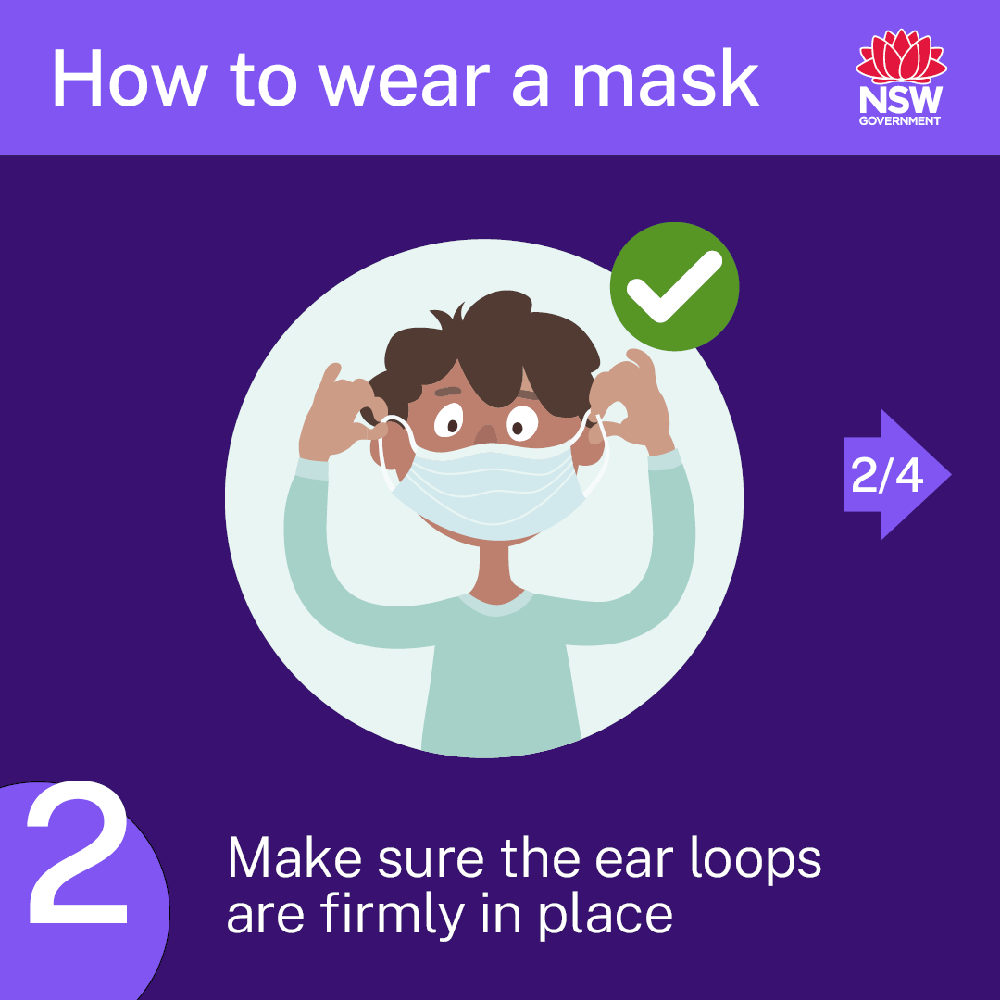 How to wear a mask
NSW
GOVERNMENT
2/4
2
Make sure the ear loops
are firmly in place